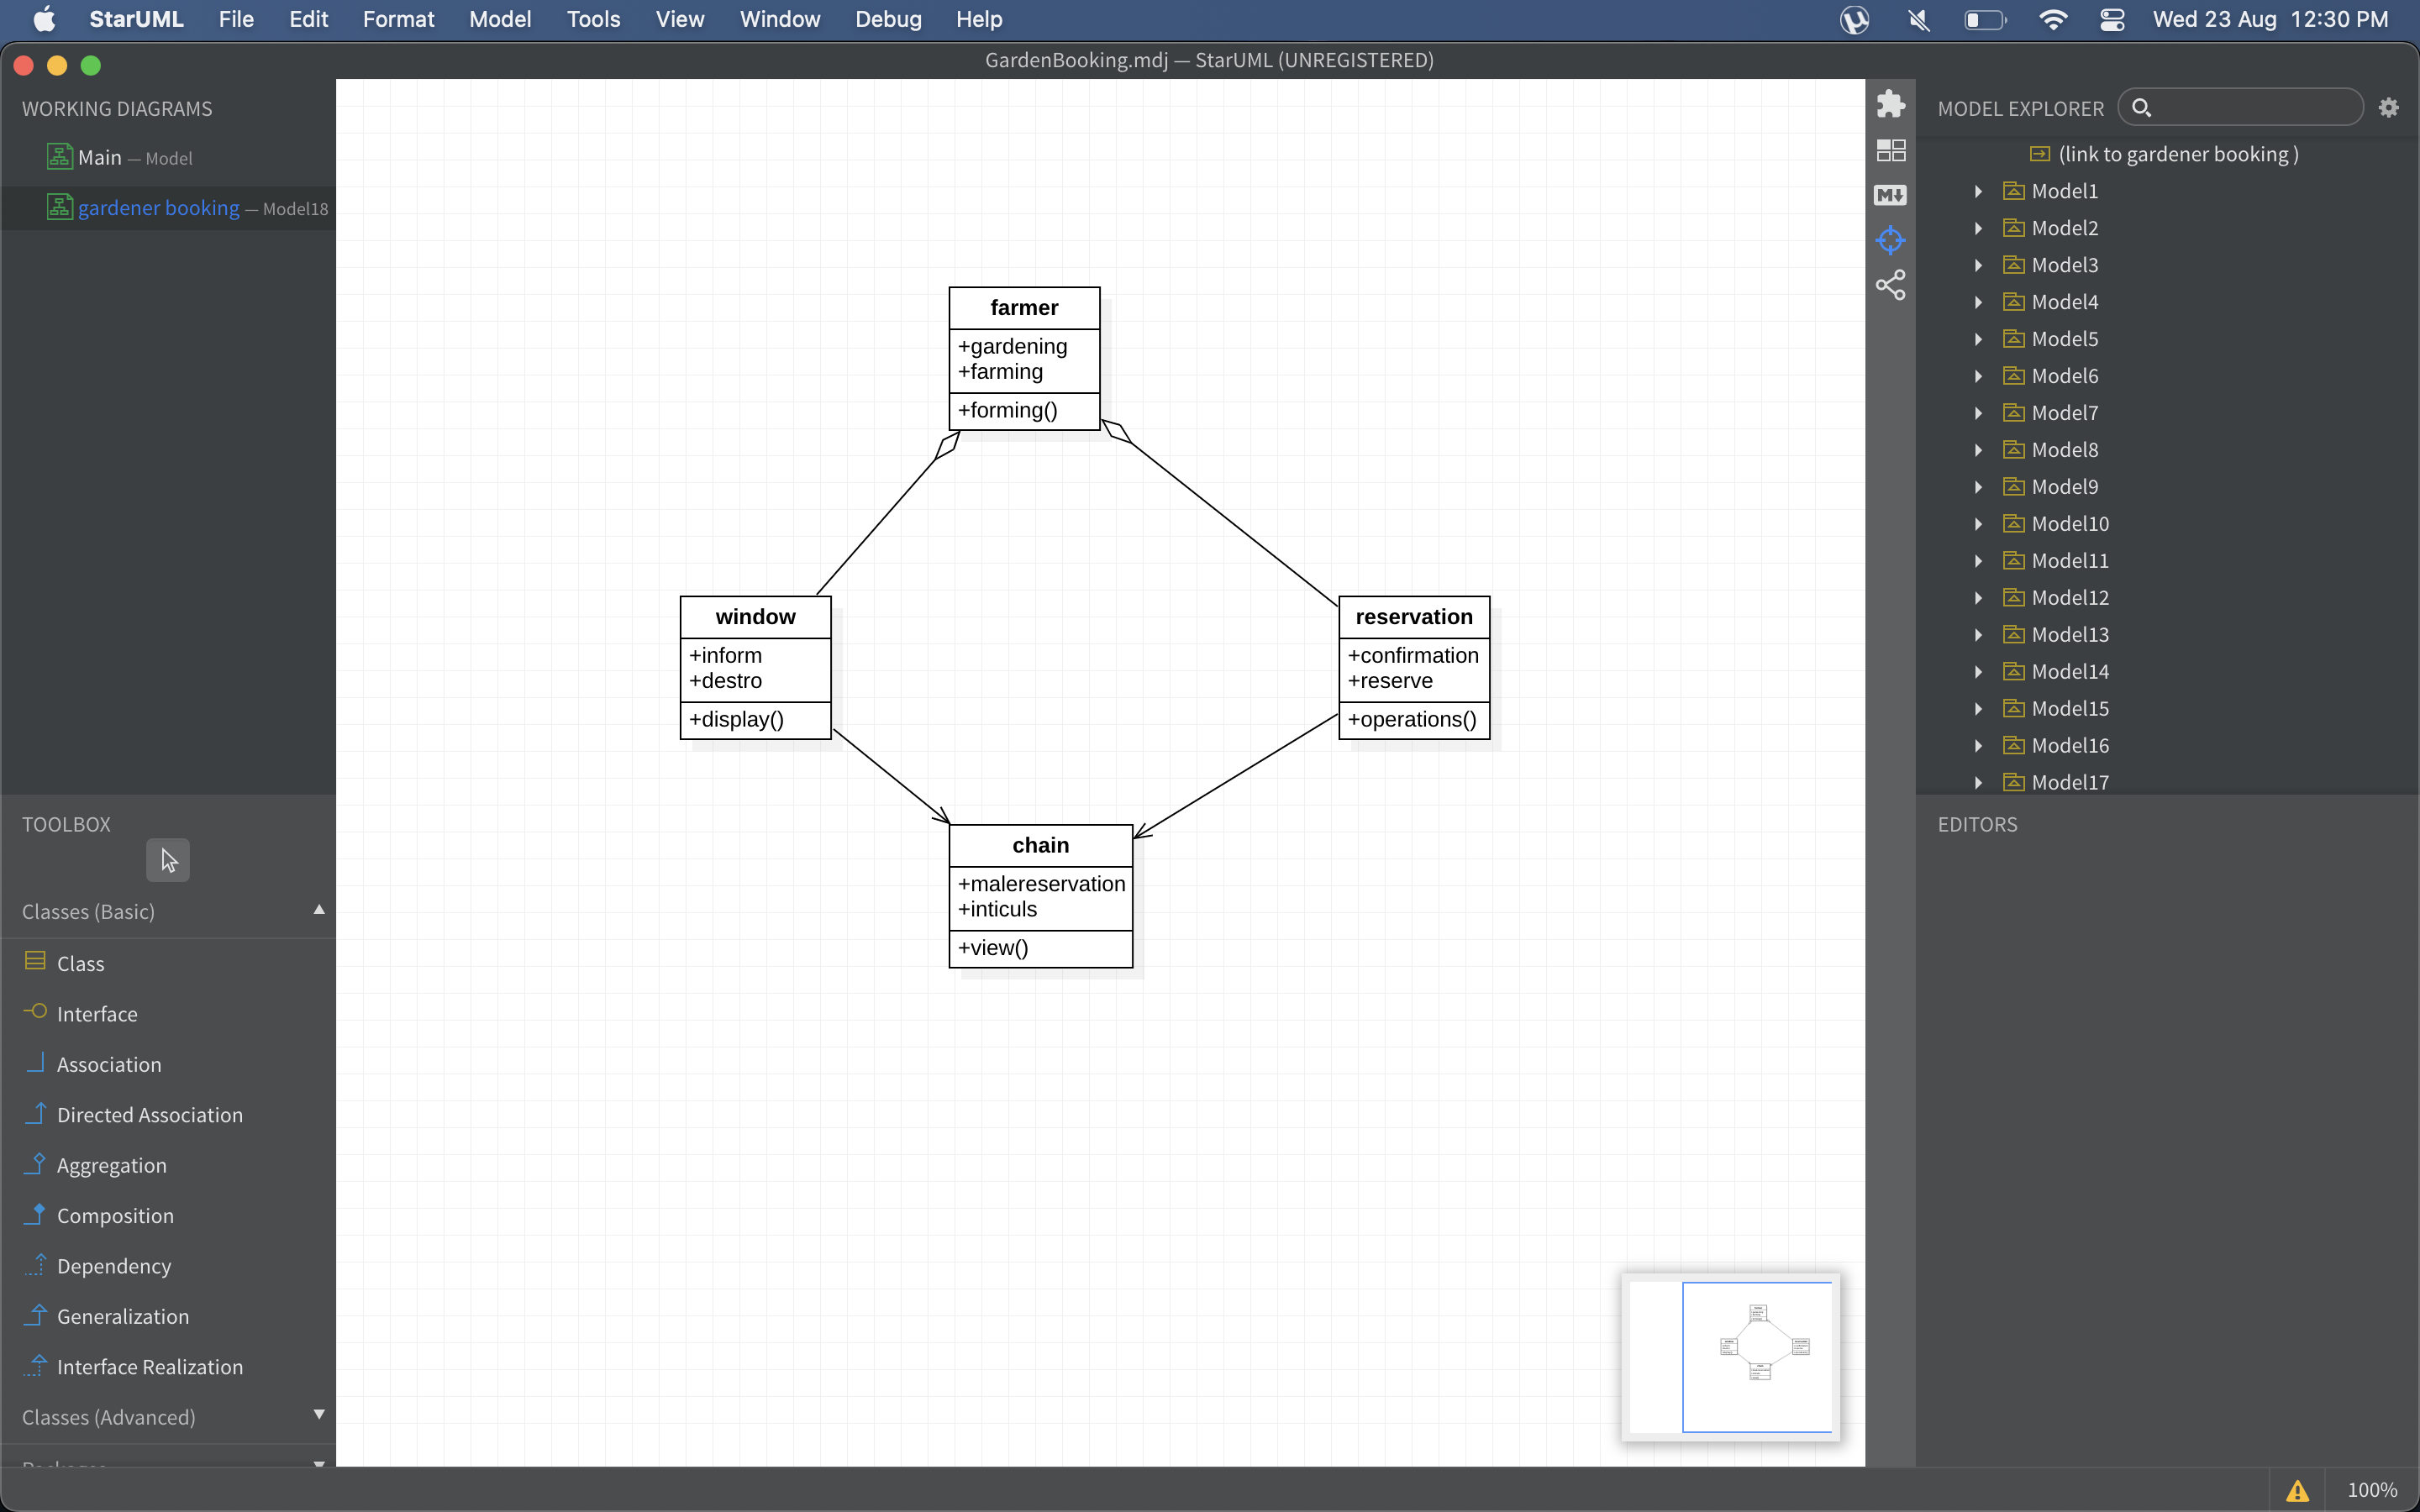 StarUML File Edit Format Model Tools View Window Debug Help Wed 23 Aug 12:30 PM
GardenBooking.mdj — StarUML (UNREGISTERED)
WORKING DIAGRAMS
Main — Model
gardener booking — Model18
TOOLBOX
Classes (Basic)
Class
Interface
Association
Directed Association
Aggregation
Composition
Dependency
Generalization
Interface Realization
Classes (Advanced)
farmer
+gardening
+farming
+forming()
window
+inform
+destro
+display()
reservation
+confirmation
+reserve
+operations()
chain
+malereservation
+inticuls
+view()
MODEL EXPLORER
(link to gardener booking )
Model1
Model2
Model3
Model4
Model5
Model6
Model7
Model8
Model9
Model10
Model11
Model12
Model13
Model14
Model15
Model16
Model17
EDITORS
100%